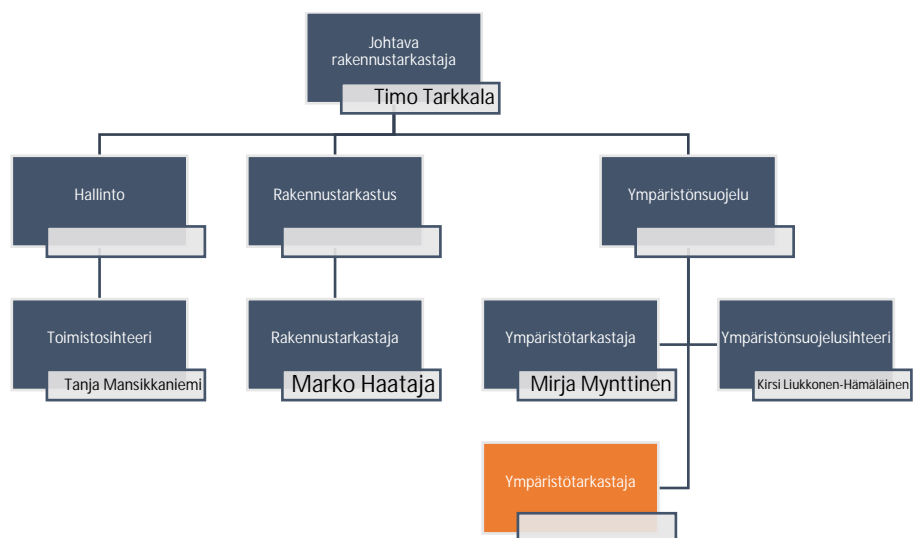 Johtava
rakennustarkastaja
Timo Tarkkala
Hallinto
Rakennustarkastus
Ympäristönsuojelu
Toimistosihteeri
Tanja Mansikkaniemi
Rakennustarkastaja
Marko Haataja
Ympäristötarkastaja
Mirja Mynttinen
Ympäristönsuojelusihteeri
Kirsi Liukkonen-Hämäläinen
Ympäristötarkastaja